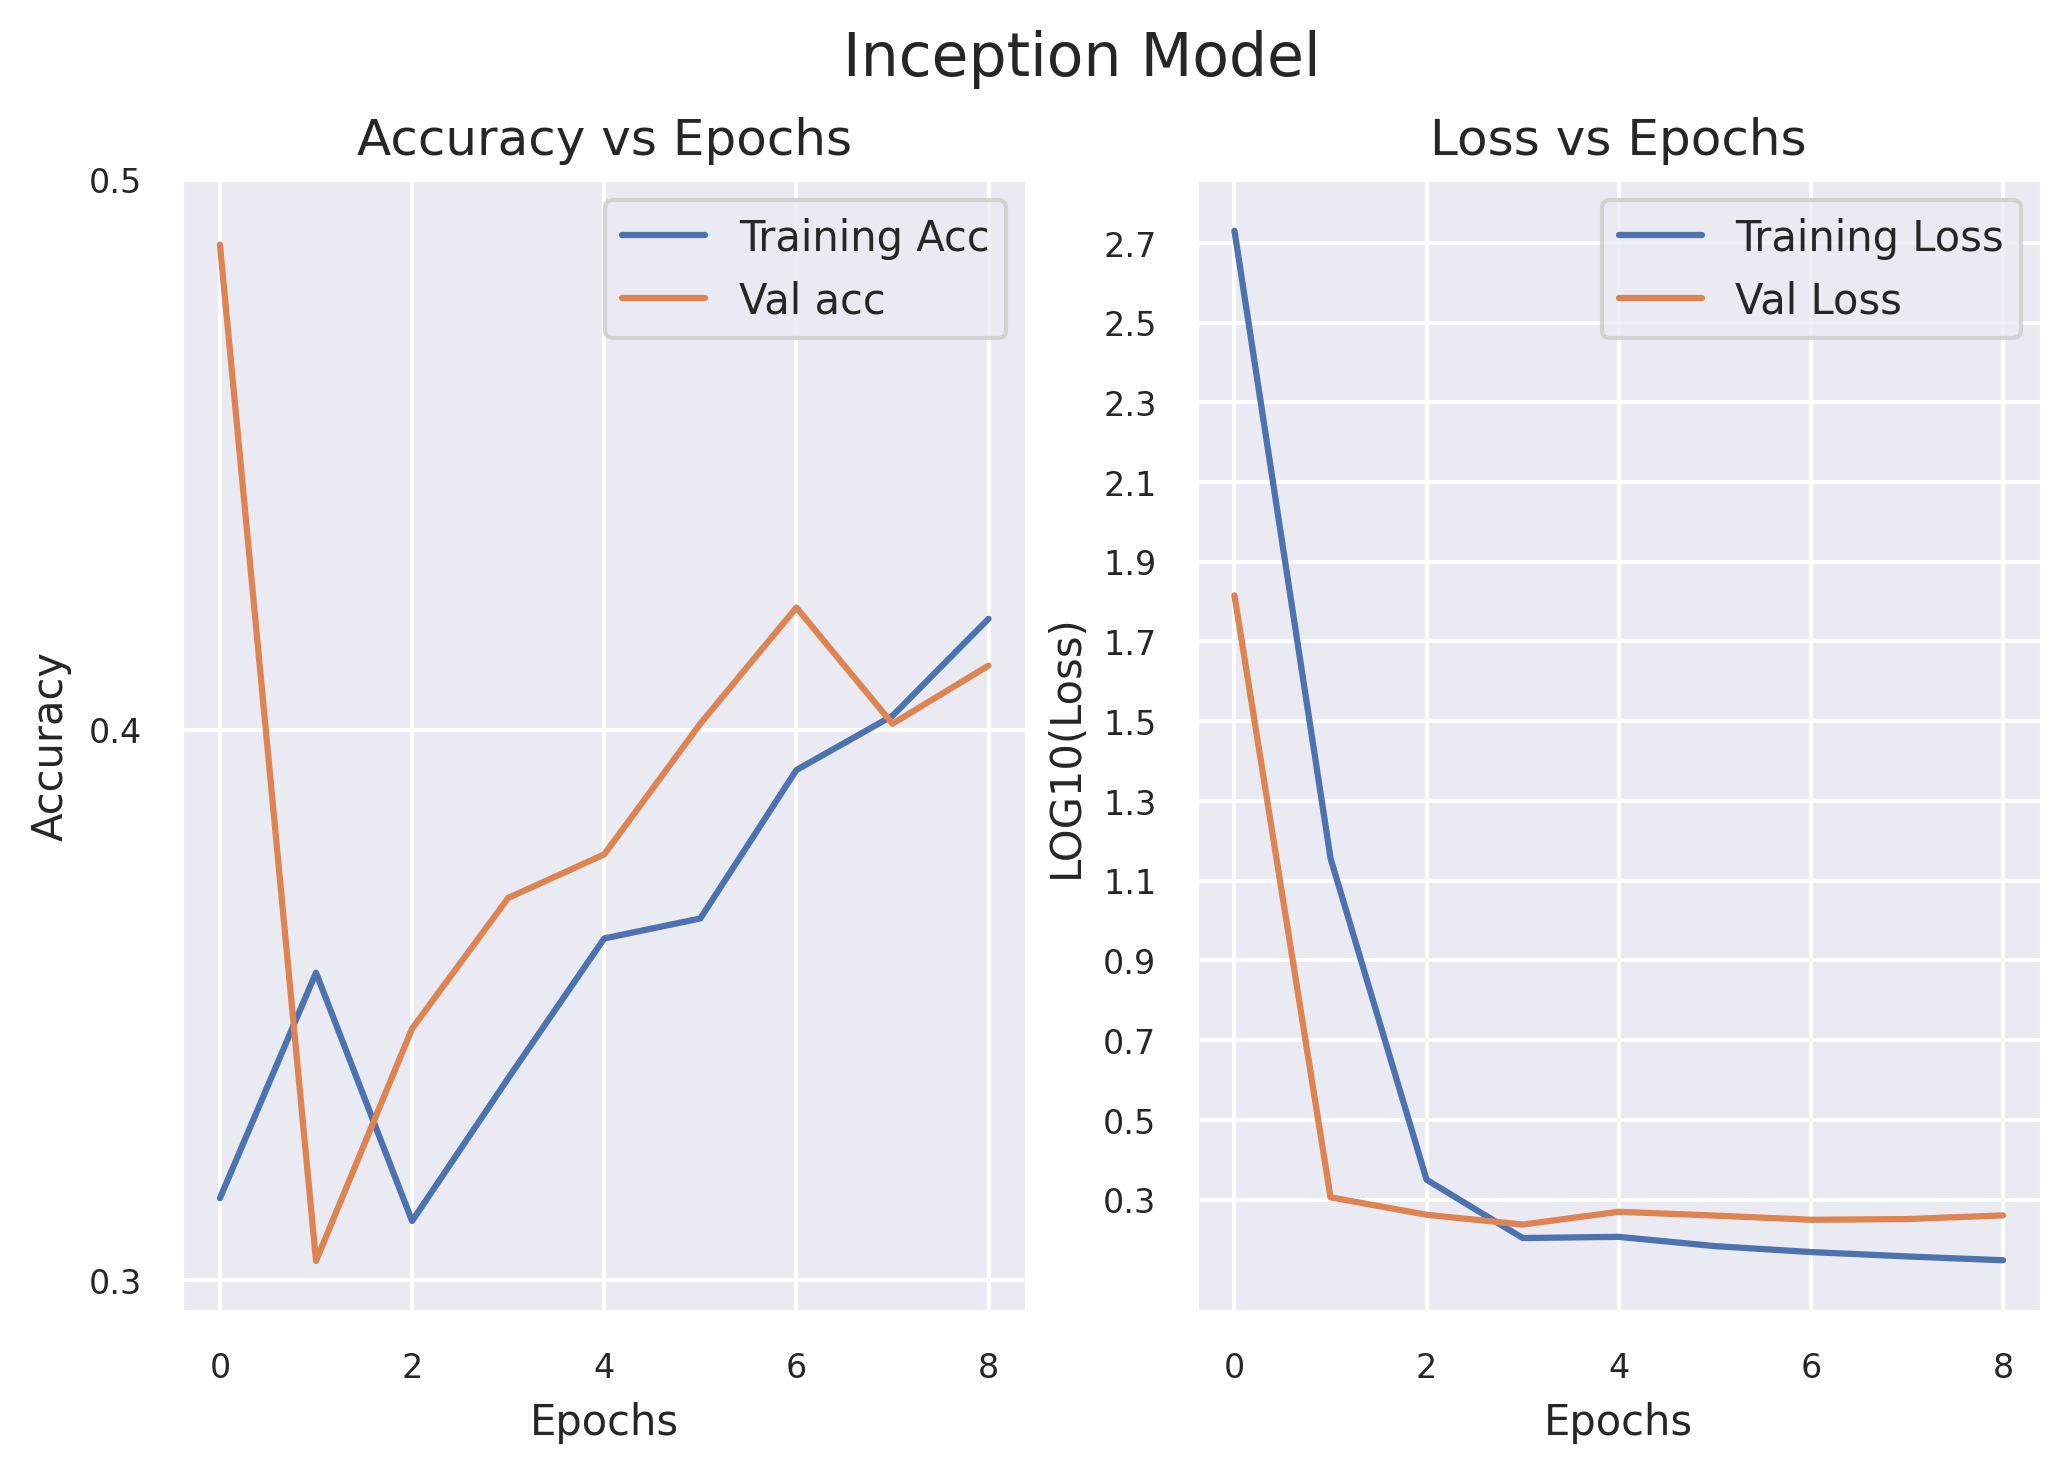 Inception Model
Accuracy vs Epochs
0.5
0.4
0.3
Accuracy
Training Acc
Val acc
0
2
4
6
8
Epochs
Loss vs Epochs
2.7
2.5
2.3
2.1
1.9
1.7
1.5
1.3
1.1
0.9
0.7
0.5
0.3
LOG10(Loss)
Training Loss
Val Loss
0
2
4
6
8
Epochs